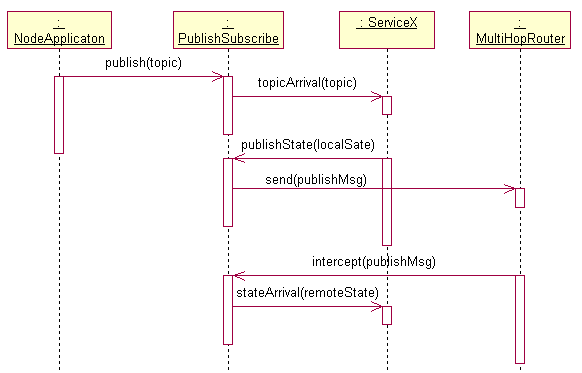 :
NodeApplicaton
:
PublishSubscribe
: ServiceX
:
MultiHopRouter
publish(topic)
topicArrival(topic)
publishState(localSate)
send(publishMsg)
intercept(publishMsg)
stateArrival(remoteState)